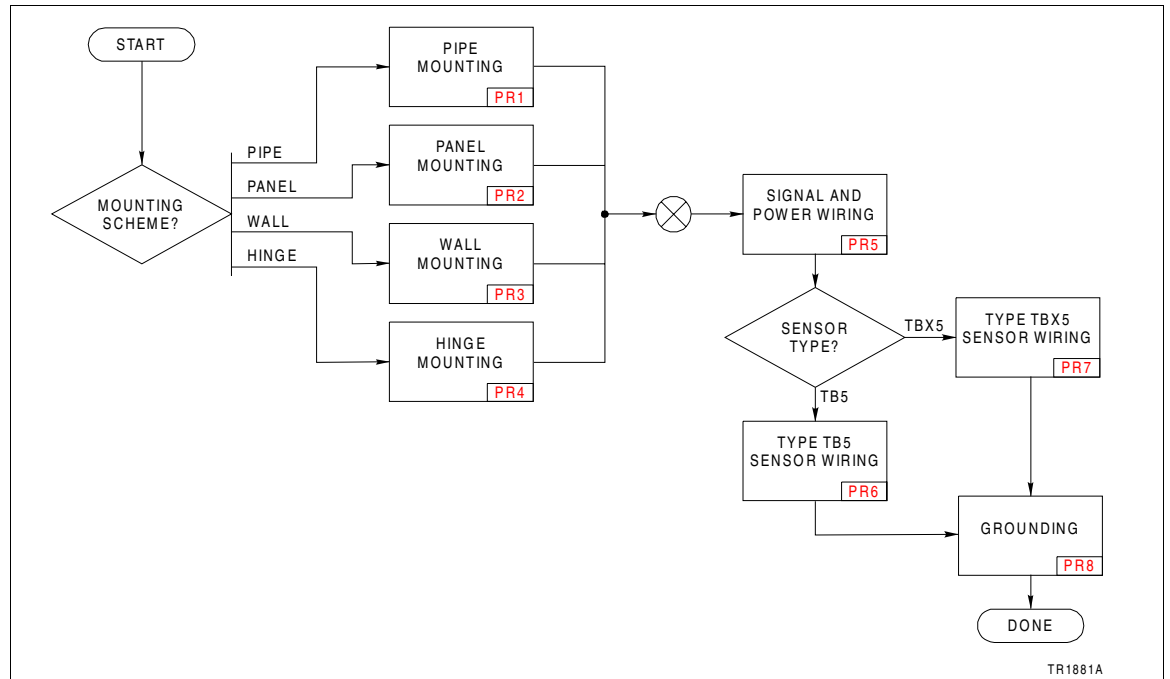 START
MOUNTING
SCHEME?
PIPE
PANEL
WALL
HINGE
PIPE
MOUNTING
PR1
PANEL
MOUNTING
PR2
WALL
MOUNTING
PR3
HINGE
MOUNTING
PR4
SIGNAL AND
POWER WIRING
PR5
SENSOR
TYPE?
TBX5
TB5
TYPE TBX5
SENSOR WIRING
PR7
TYPE TB5
SENSOR WIRING
PR6
GROUNDING
PR8
DONE
TR1881A